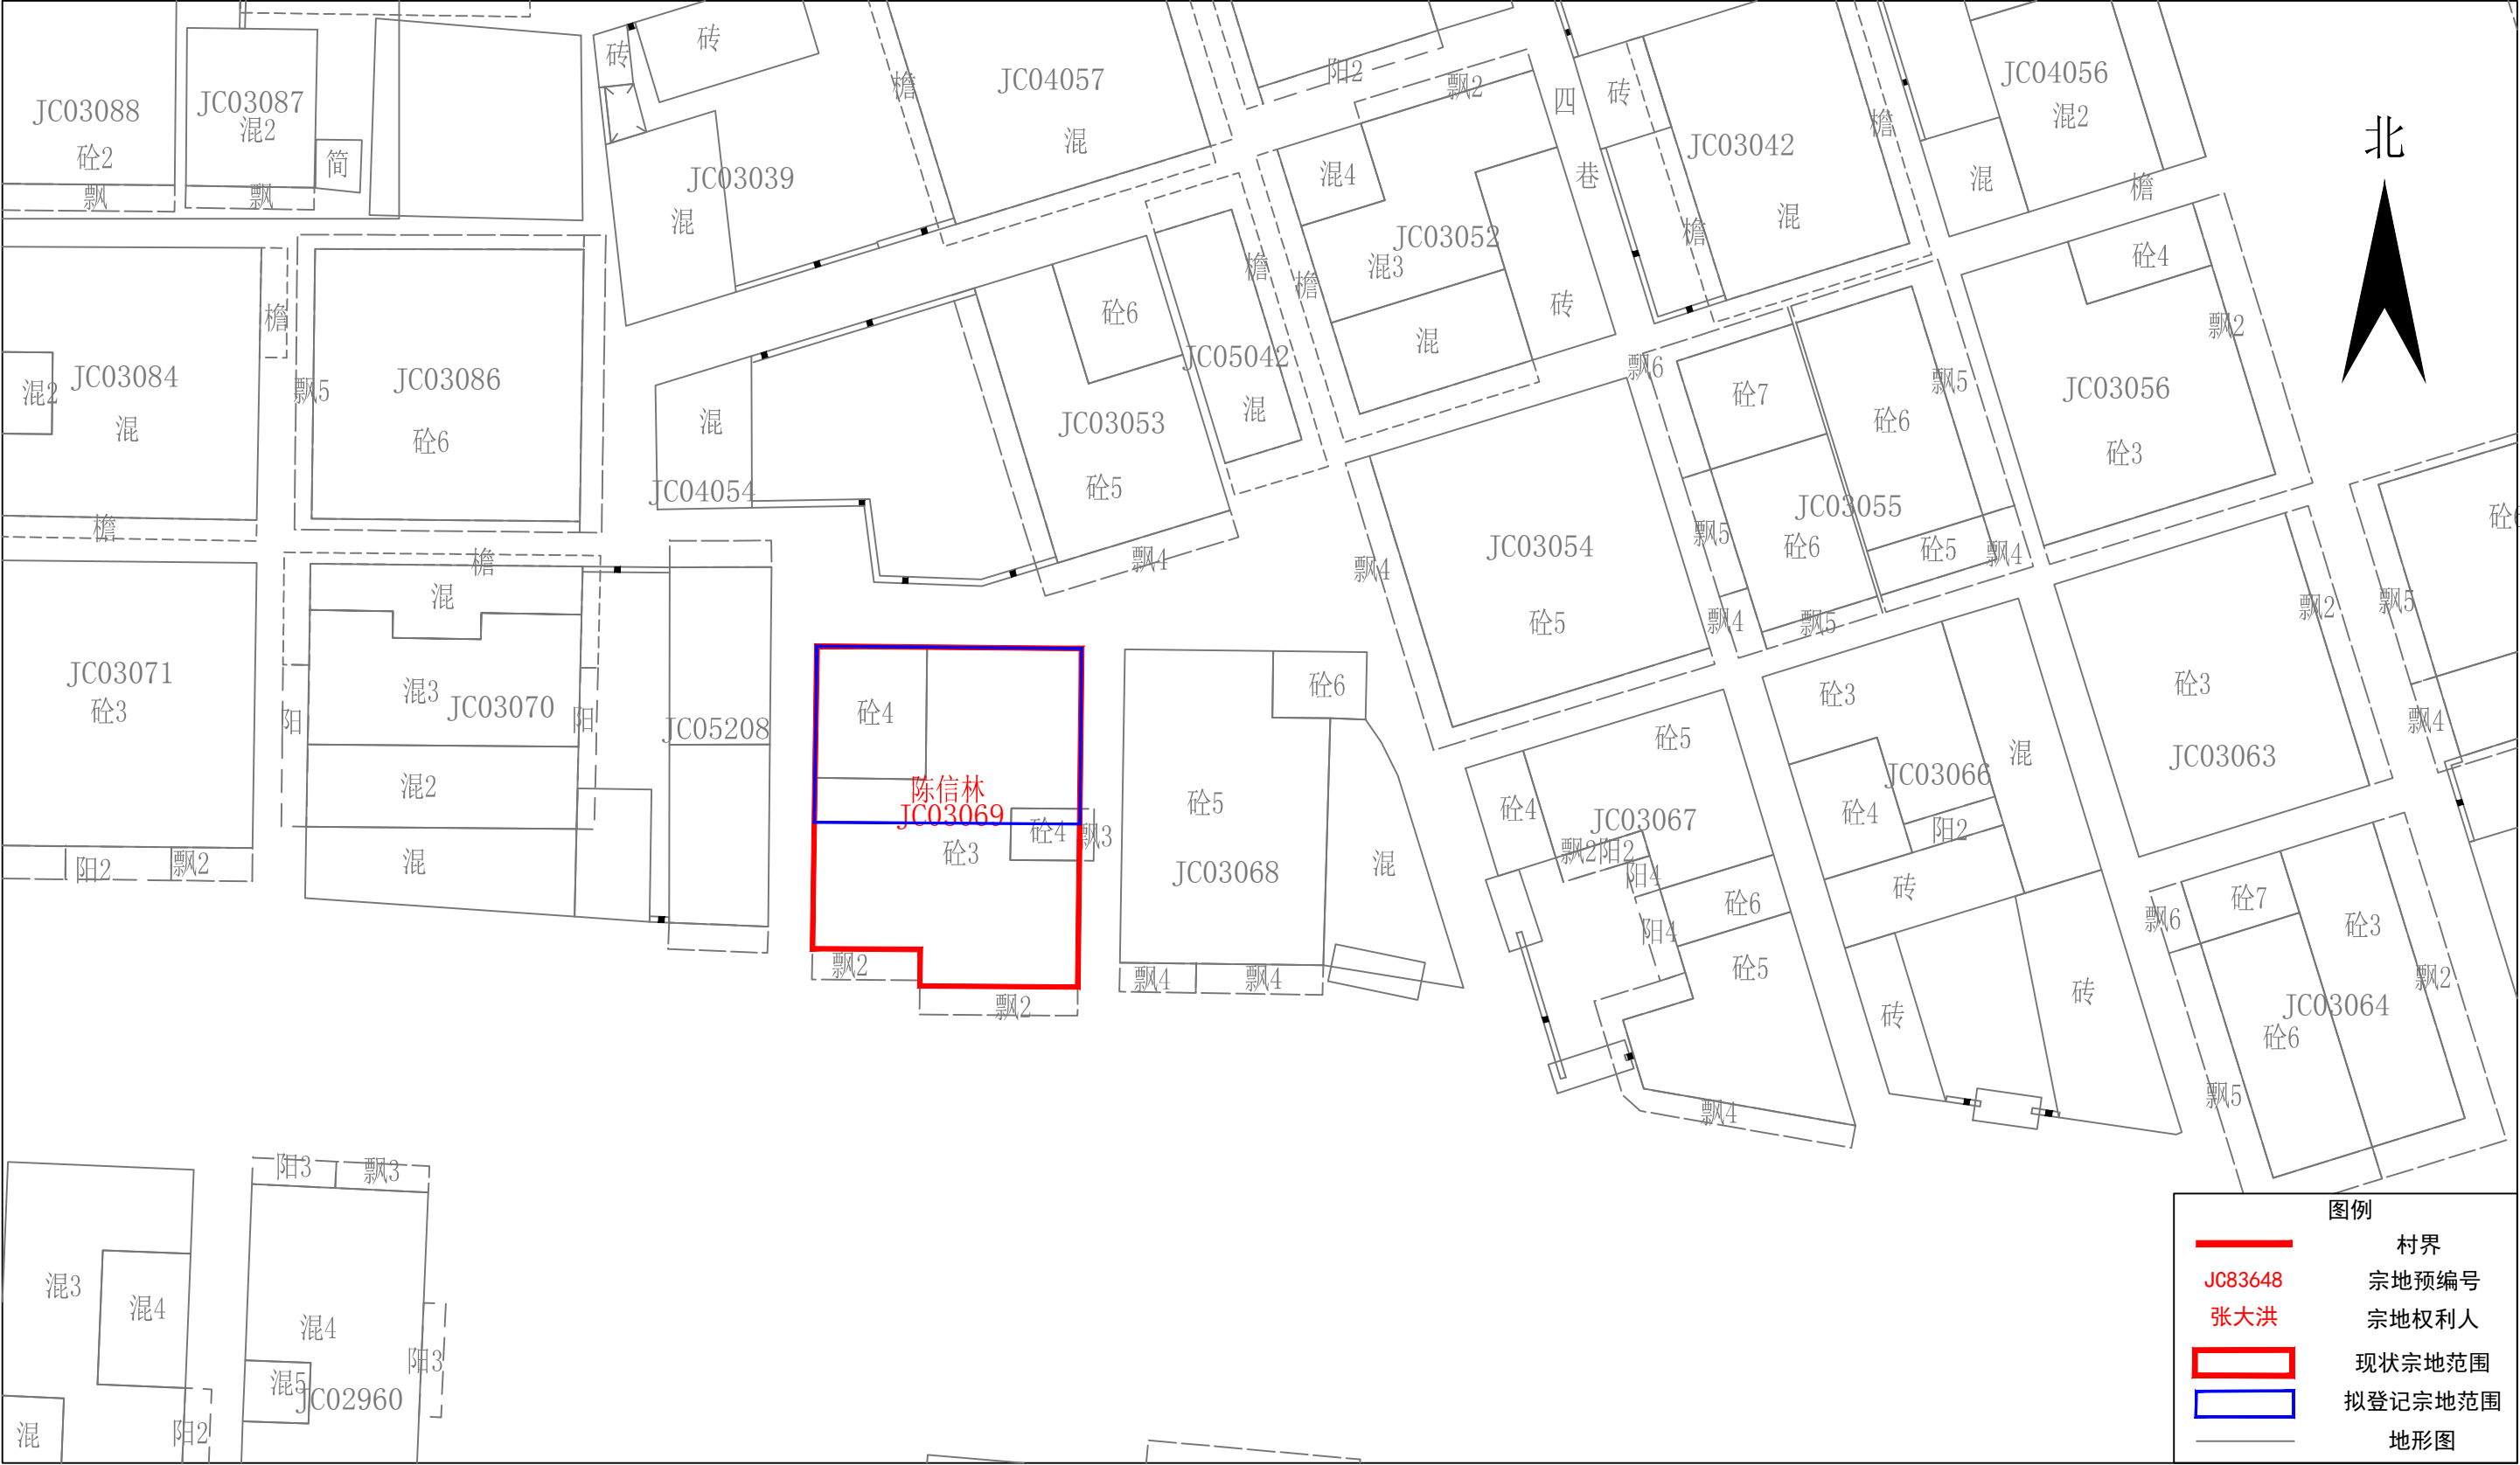 砖
砖
檐
JC04057
混
阳2
飘2
四
巷
砖
JC03042
混
檐
檐
JC04056
混2
混
檐
北
JC03088
砼2
飘
JC03087
混2
飘
简
JC03039
混
混4
JC03052
混3
混
砖
檐
檐
砼4
飘2
JC03056
砼3
JC03084
混
混2
檐
檐
飘5
JC03086
砼6
混
JC04054
砼6
JC03053
砼5
飘4
JC05042
混
飘6
砼7
砼6
飘5
JC03055
砼6
砼5
飘4
飘5
飘4
飘5
JC03054
砼5
飘4
砼6
飘5
飘4
飘2
砼3
JC03063
JC03071
砼3
阳2
飘2
檐
混
混3
JC03070
阳
阳
混2
混
JC05208
砼4
陈信林
JC03069
砼4
飘3
砼3
飘2
飘2
砼6
砼5
JC03068
混
飘4
飘4
砼5
砼4
JC03067
飘2
阳2
阳4
阳4
砼6
砼5
飘4
砼3
混
JC03066
砼4
阳2
砖
砖
砖
砼7
飘6
砼3
飘2
JC03064
砼6
飘5
混3
混4
混
阳2
阳3
飘3
混4
阳3
混5
JC02960
图例
村界
JC83648
宗地预编号
张大洪
宗地权利人
现状宗地范围
拟登记宗地范围
地形图